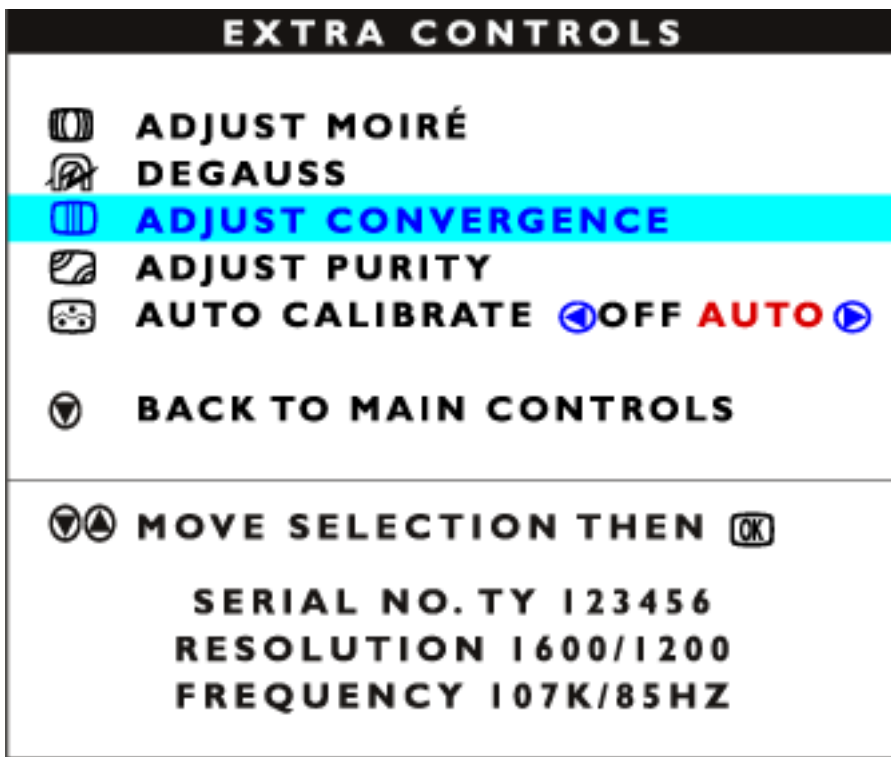 EXTRA CONTROLS
ADJUST MOIRÉ
DEGAUSS
ADJUST CONVERGENCE
ADJUST PURITY
AUTO CALIBRATE OFF AUTO
BACK TO MAIN CONTROLS
MOVE SELECTION THEN OK
SERIAL NO. TY 123456
RESOLUTION 1600/1200
FREQUENCY 107K/85HZ